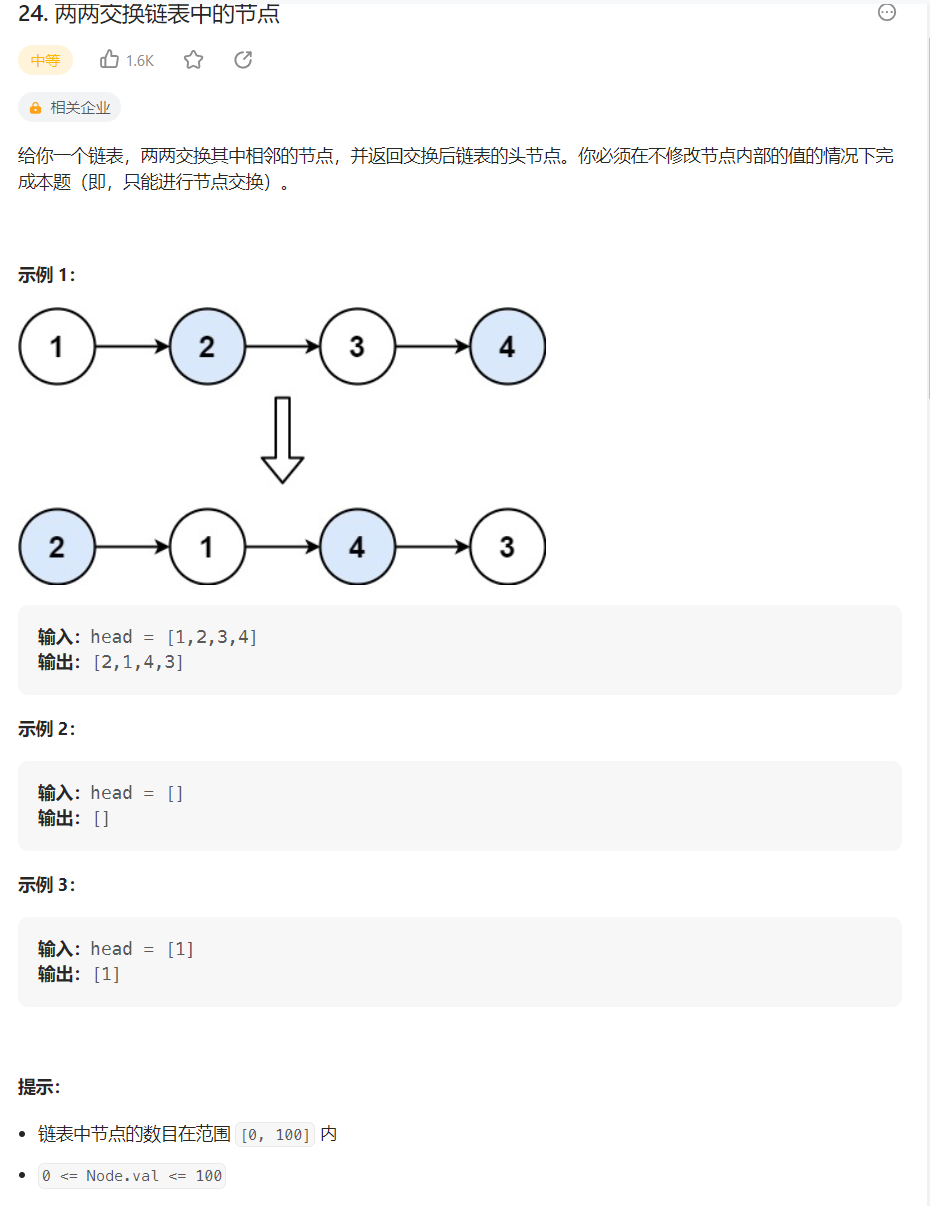 24. 两两交换链表中的节点
中等 1.6K
相关企业
给你一个链表，两两交换其中相邻的节点，并返回交换后链表的头节点。你必须在不修改节点内部的值的情况下完
成本题（即，只能进行节点交换）。
示例 1：
1 2 3 4
2 1 4 3
输入：head = [1,2,3,4]
输出：[2,1,4,3]
示例 2：
输入：head = []
输出：[]
示例 3：
输入：head = [1]
输出：[1]
提示：
• 链表中节点的数目在范围 [0, 100] 内
• 0 <= Node.val <= 100